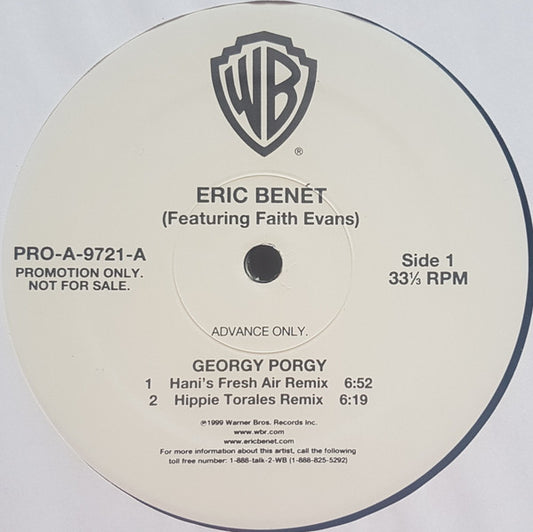 WB
®
ERIC BENÉT
(Featuring Faith Evans)
PRO-A-9721-A
PROMOTION ONLY.
NOT FOR SALE.
Side 1
33⅓ RPM
ADVANCE ONLY.
GEORGY PORGY
1 Hani's Fresh Air Remix 6:52
2 Hippie Torales Remix 6:19
℗1999 Warner Bros. Records Inc.
www.wbr.com
www.ericbenet.com
For more information about this artist, call the following
toll free number: 1-888-talk-2-WB (1-888-825-5292)